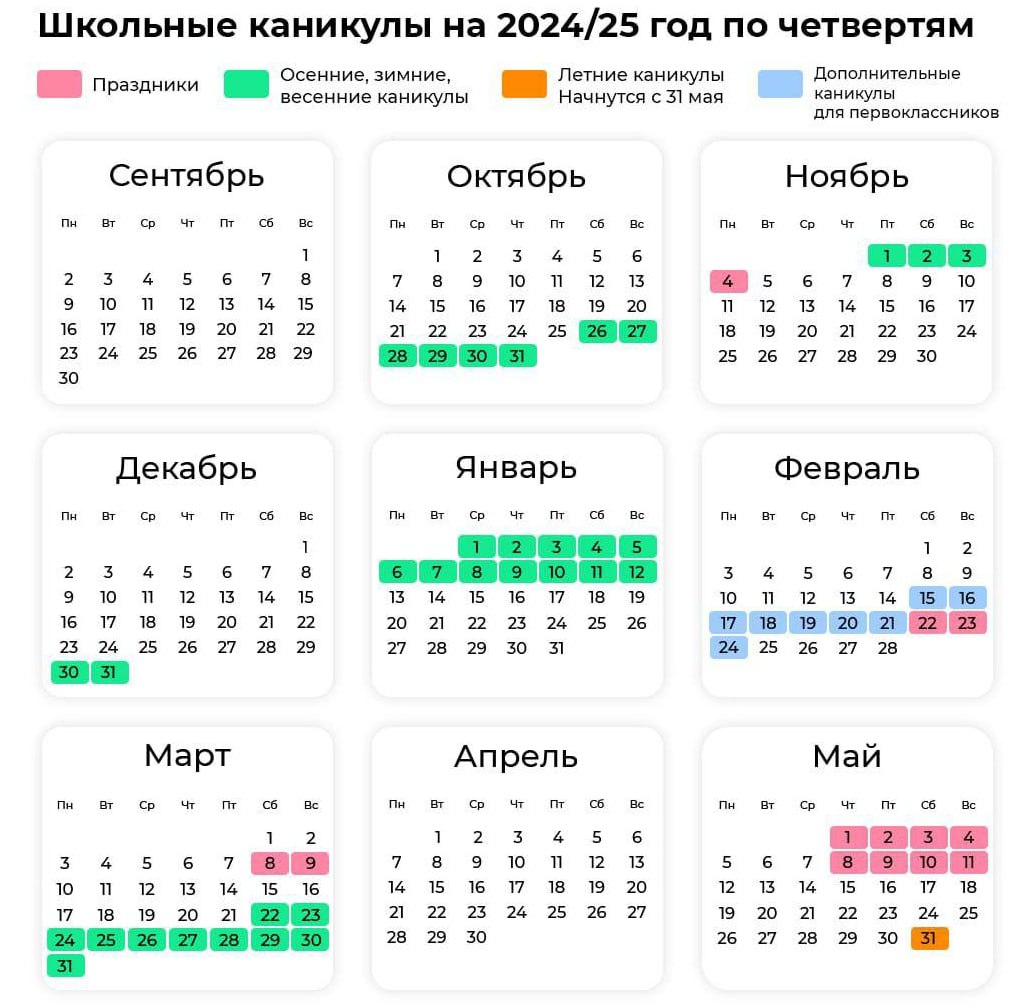 Школьные каникулы на 2024/25 год по четвертям
Праздники
Осенние, зимние,
весенние каникулы
Летние каникулы
Начнутся с 31 мая
Дополнительные
каникулы
для первоклассников
Сентябрь
Пн Вт Ср Чт Пт Сб Вс
1
2 3 4 5 6 7 8
9 10 11 12 13 14 15
16 17 18 19 20 21 22
23 24 25 26 27 28 29
30
Октябрь
Пн Вт Ср Чт Пт Сб Вс
1 2 3 4 5 6
7 8 9 10 11 12 13
14 15 16 17 18 19 20
21 22 23 24 25 26 27
28 29 30 31
Ноябрь
Пн Вт Ср Чт Пт Сб Вс
1 2 3
4 5 6 7 8 9 10
11 12 13 14 15 16 17
18 19 20 21 22 23 24
25 26 27 28 29 30
Декабрь
Пн Вт Ср Чт Пт Сб Вс
1
2 3 4 5 6 7 8
9 10 11 12 13 14 15
16 17 18 19 20 21 22
23 24 25 26 27 28 29
30 31
Январь
Пн Вт Ср Чт Пт Сб Вс
1 2 3 4 5
6 7 8 9 10 11 12
13 14 15 16 17 18 19
20 21 22 23 24 25 26
27 28 29 30 31
Февраль
Пн Вт Ср Чт Пт Сб Вс
1 2
3 4 5 6 7 8 9
10 11 12 13 14 15 16
17 18 19 20 21 22 23
24 25 26 27 28
Март
Пн Вт Ср Чт Пт Сб Вс
1 2
3 4 5 6 7 8 9
10 11 12 13 14 15 16
17 18 19 20 21 22 23
24 25 26 27 28 29 30
31
Апрель
Пн Вт Ср Чт Пт Сб Вс
1 2 3 4 5 6
7 8 9 10 11 12 13
14 15 16 17 18 19 20
21 22 23 24 25 26 27
28 29 30
Май
Пн Вт Ср Чт Пт Сб Вс
1 2 3 4
5 6 7 8 9 10 11
12 13 14 15 16 17 18
19 20 21 22 23 24 25
26 27 28 29 30 31